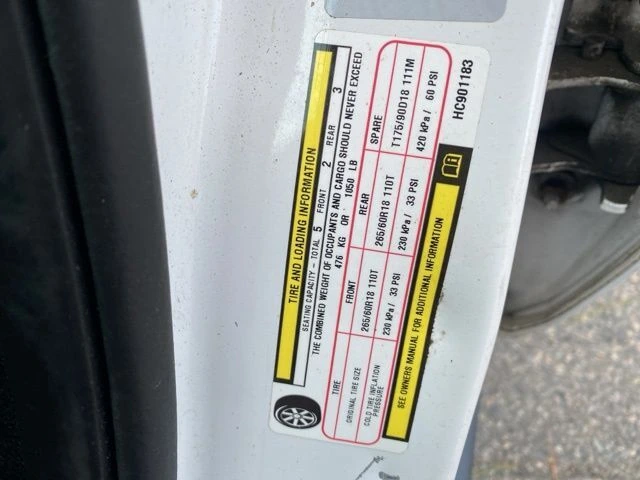 TIRE AND LOADING INFORMATION
SEATING CAPACITY - TOTAL 5 FRONT 2 REAR 3
THE COMBINED WEIGHT OF OCCUPANTS AND CARGO SHOULD NEVER EXCEED
476 KG OR 1050 LB
TIRE FRONT REAR SPARE
ORIGINAL TIRE SIZE 265/60R18 110T 265/60R18 110T T175/90D18 111M
COLD TIRE INFLATION
PRESSURE 230 kPa / 33 PSI 230 kPa / 33 PSI 420 kPa / 60 PSI
SEE OWNERS MANUAL FOR ADDITIONAL INFORMATION
HC901183